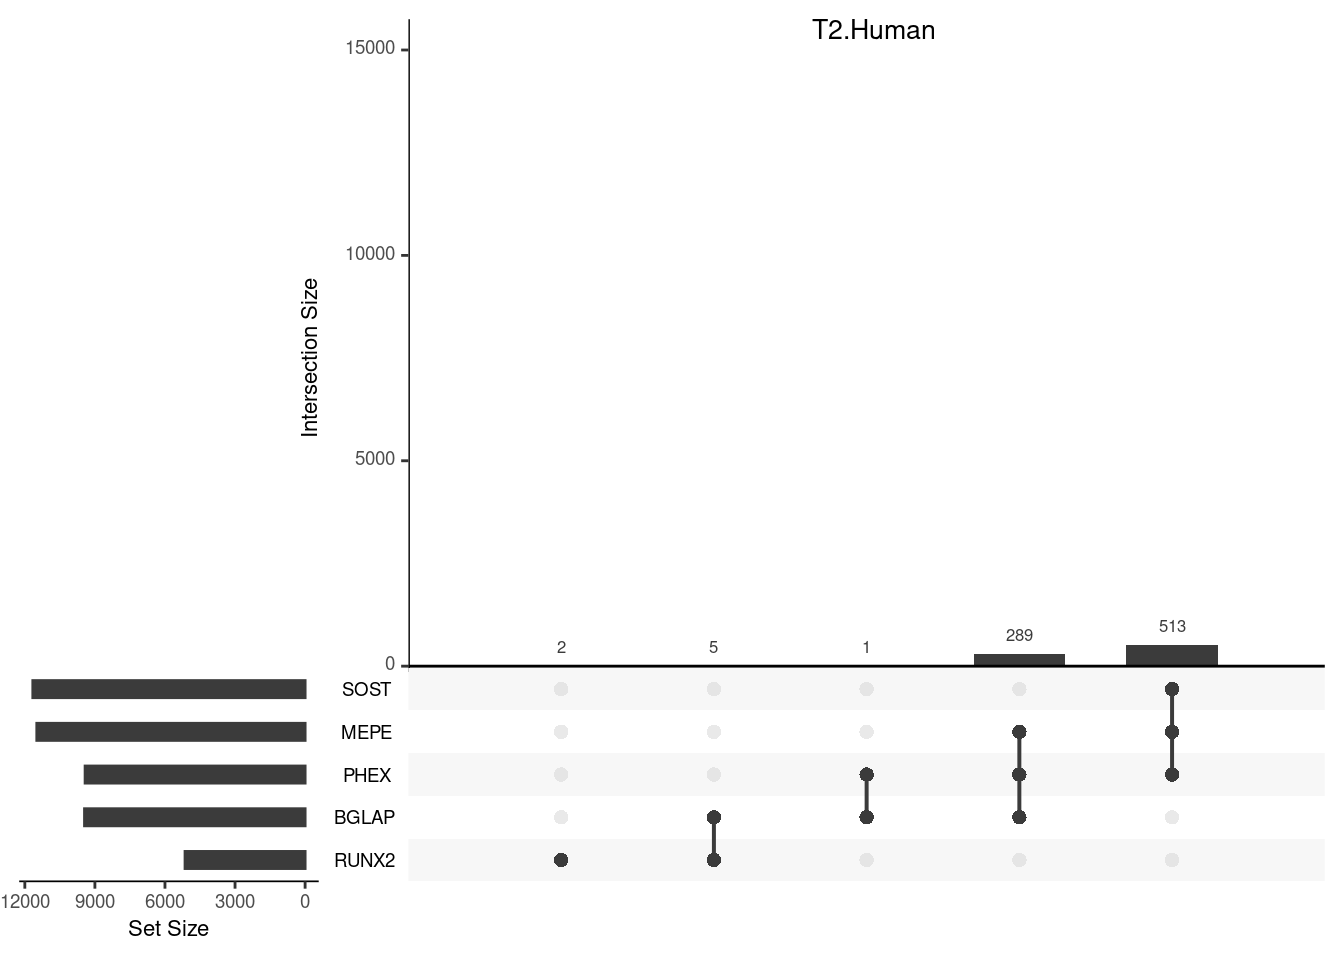 T2.Human
15000
10000
5000
0
Intersection Size
2
5
1
289
513
SOST
MEPE
PHEX
BGLAP
RUNX2
12000 9000 6000 3000 0
Set Size